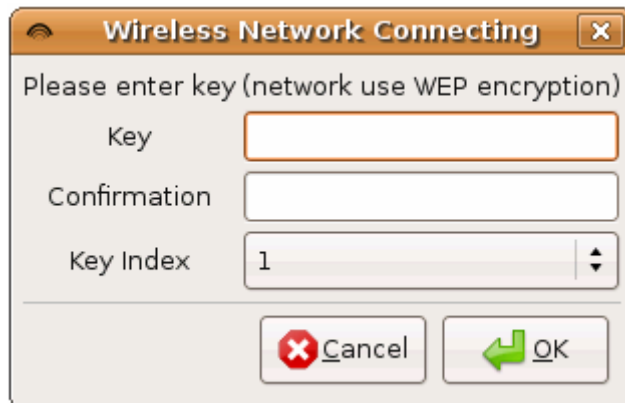 Wireless Network Connecting
Please enter key (network use WEP encryption)
Key
Confirmation
Key Index 1
Cancel OK